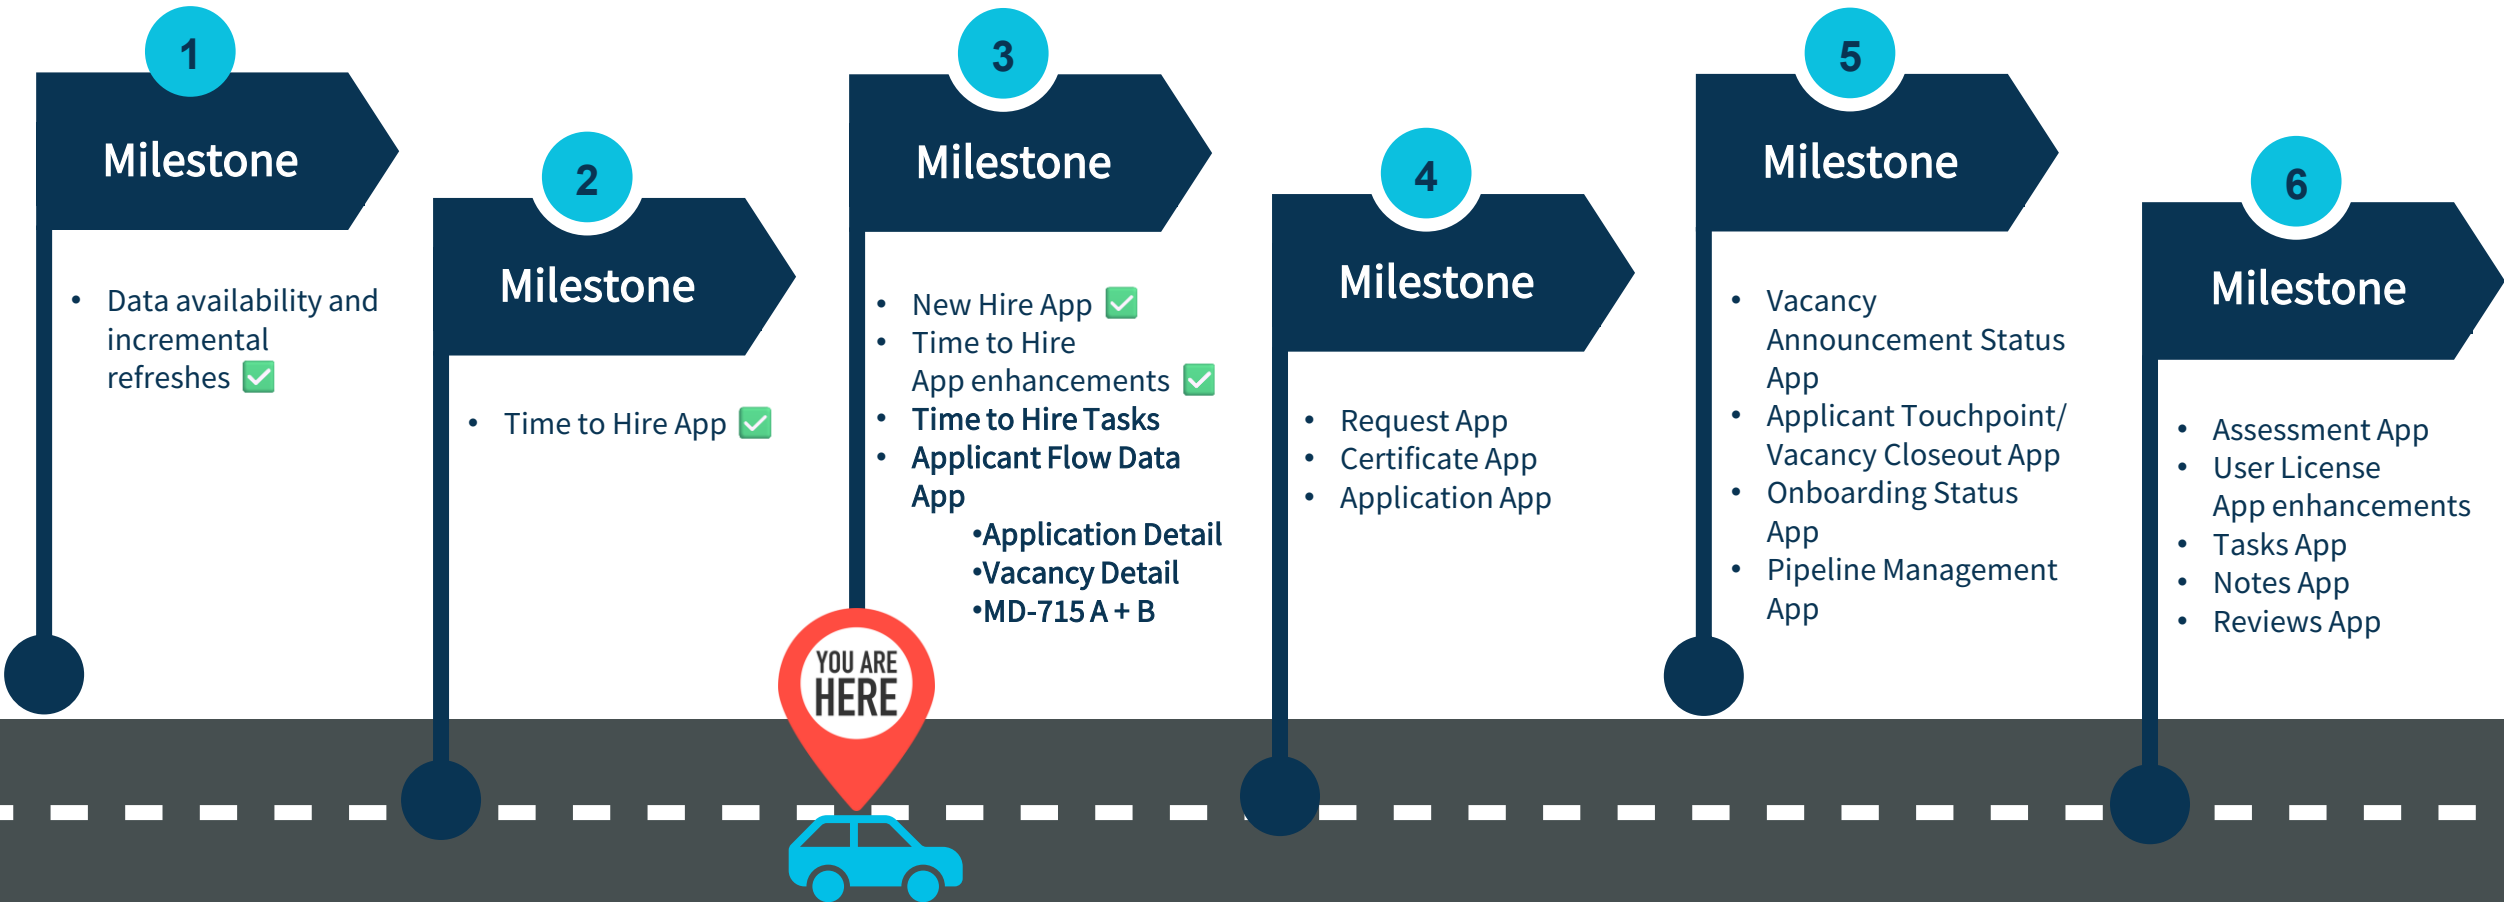 1
Milestone
• Data availability and
incremental
refreshes ✅
2
Milestone
• Time to Hire App ✅
3
Milestone
• New Hire App ✅
• Time to Hire
App enhancements ✅
• Time to Hire Tasks
• Applicant Flow Data
App
•Application Detail
•Vacancy Detail
•MD-715 A + B
YOU ARE
HERE
4
Milestone
• Request App
• Certificate App
• Application App
5
Milestone
• Vacancy
Announcement Status
App
• Applicant Touchpoint/
Vacancy Closeout App
• Onboarding Status
App
• Pipeline Management
App
6
Milestone
• Assessment App
• User License
App enhancements
• Tasks App
• Notes App
• Reviews App